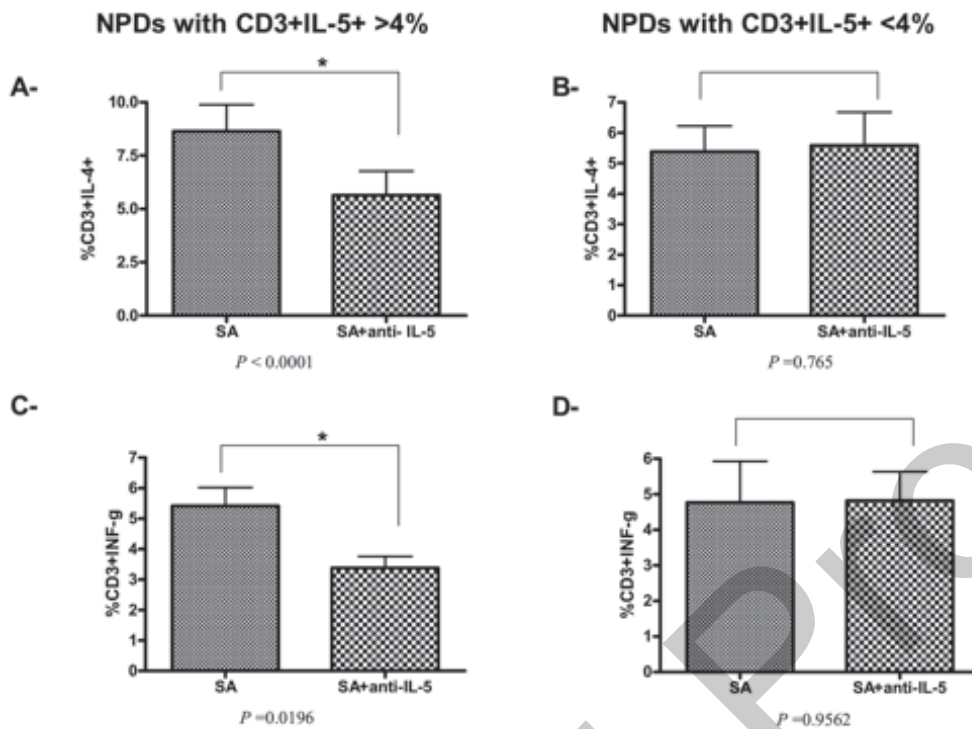 NPDs with CD3+IL-5+ >4%
NPDs with CD3+IL-5+ <4%
A-
*
%CD3+IL-4+
10.0
7.5
5.0
2.5
0.0
SA
SA+anti- IL-5
P < 0.0001
B-
%CD3+IL-4+
7
6
5
4
3
2
1
0
SA
SA+anti-IL-5
P =0.765
C-
*
%CD3+INF-g
7
6
5
4
3
2
1
0
SA
SA+anti-IL-5
P =0.0196
D-
%CD3+INF-g
6
5
4
3
2
1
0
SA
SA+anti-IL-5
P =0.9562
Pro